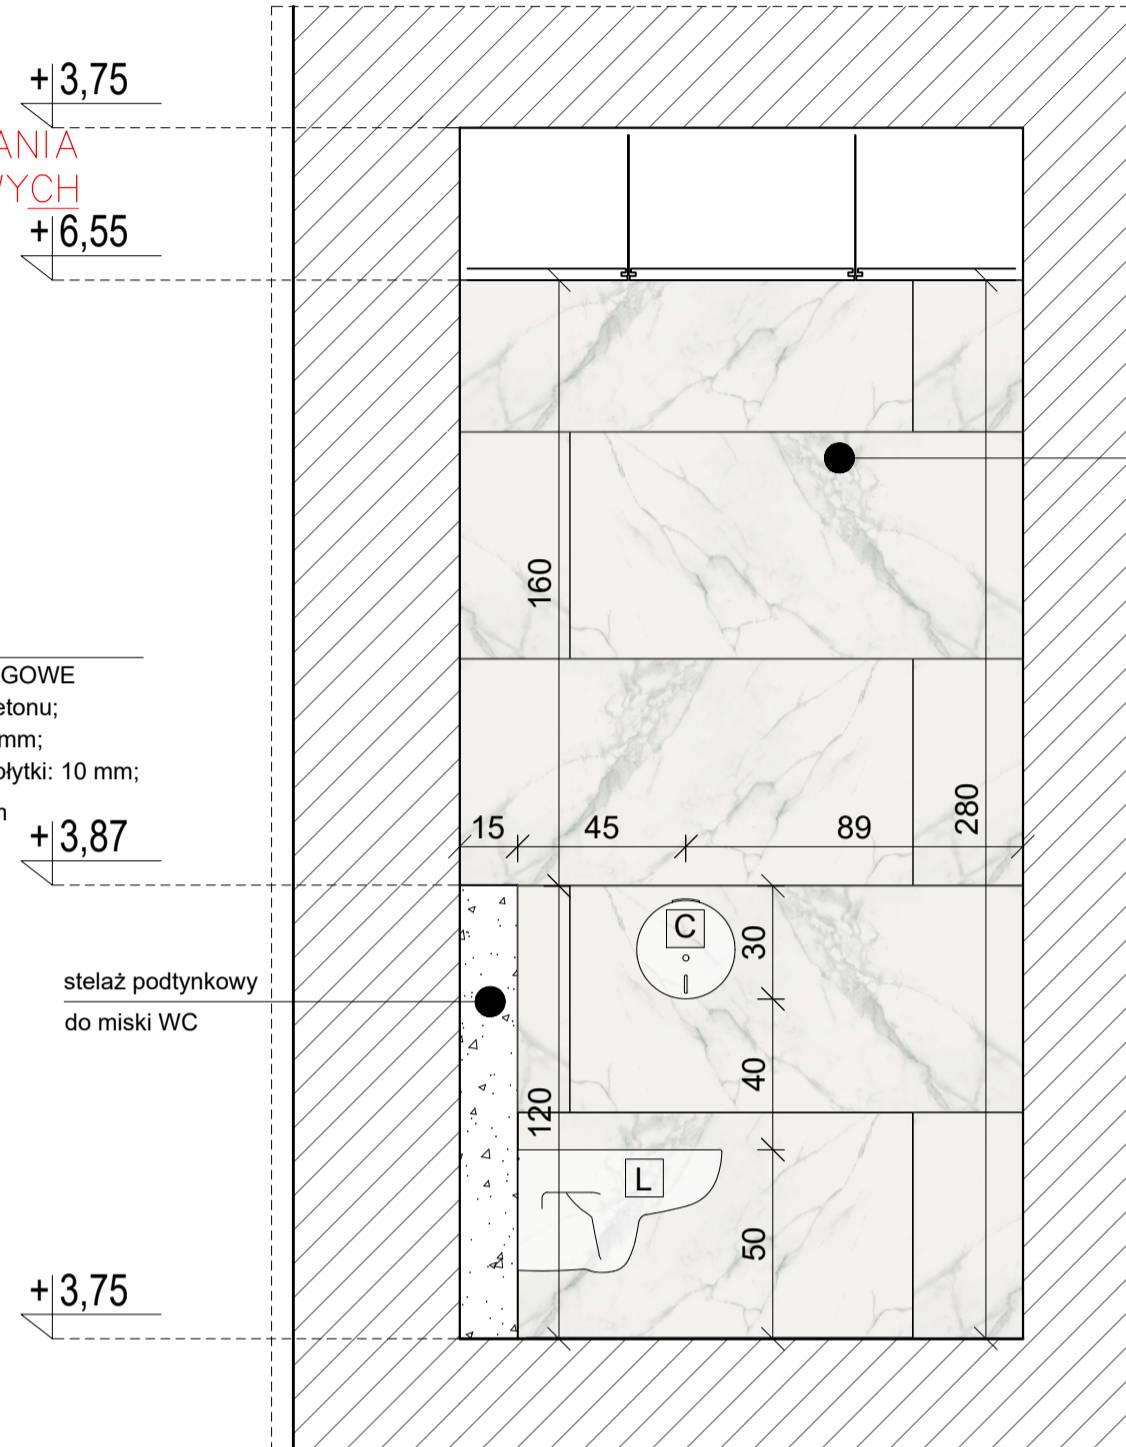 +3,75
ANIA
WYCH
+6,55
160
GOWE
etonu;
mm;
płytki: 10 mm;
+3,87
15 45 89
280
C
30
stelaż podtynkowy
do miski WC
40
120
L
50
+3,75